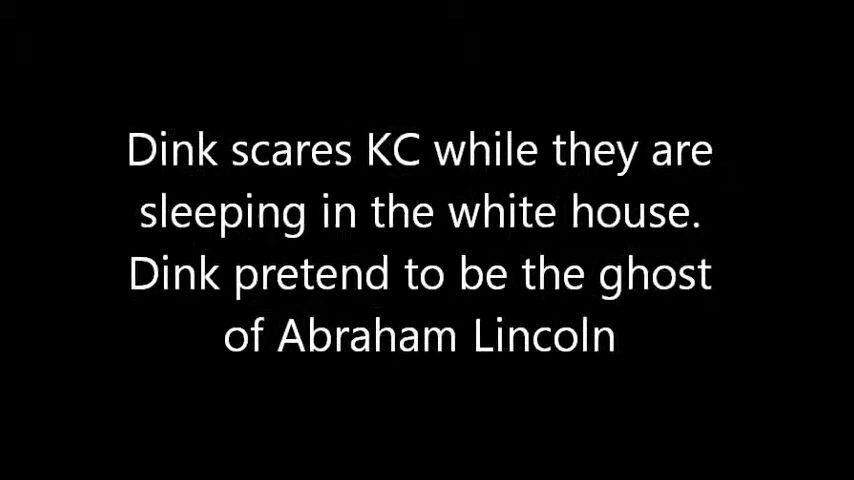 Dink scares KC while they are
sleeping in the white house.
Dink pretend to be the ghost
of Abraham Lincoln